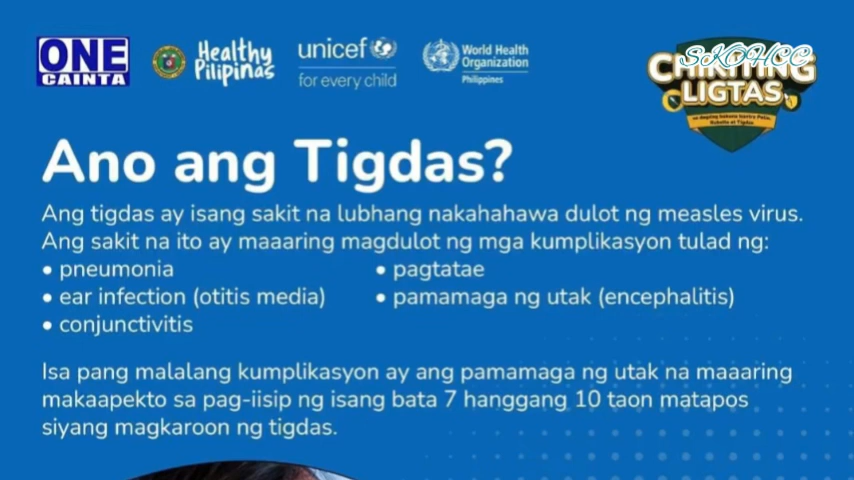 ONE
CAINTA
Healthy
Pilipinas
unicef
for every child
World Health
Organization
Philippines
SKOHCC
CHIKITING
LIGTAS
Ano ang Tigdas?
Ang tigdas ay isang sakit na lubhang nakahahawa dulot ng measles virus.
Ang sakit na ito ay maaaring magdulot ng mga kumplikasyon tulad ng:
• pneumonia
• ear infection (otitis media)
• conjunctivitis
• pagtatae
• pamamaga ng utak (encephalitis)
Isa pang malalang kumplikasyon ay ang pamamaga ng utak na maaaring
makaapekto sa pag-iisip ng isang bata 7 hanggang 10 taon matapos
siyang magkaroon ng tigdas.